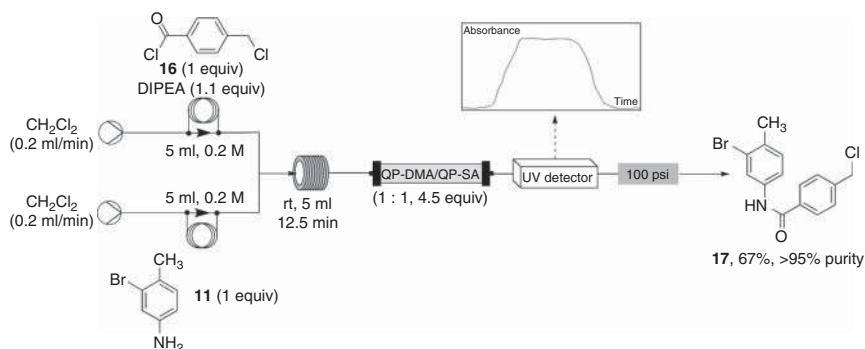 O
Cl
Cl
16 (1 equiv)
DIPEA (1.1 equiv)
CH2Cl2
(0.2 ml/min)
5 ml, 0.2 M
CH2Cl2
(0.2 ml/min)
5 ml, 0.2 M
CH3
Br
NH2
11 (1 equiv)
rt, 5 ml
12.5 min
QP-DMA/QP-SA
(1 : 1, 4.5 equiv)
Absorbance
Time
UV detector
100 psi
Me
Br
Cl
HN
O
17, 67%, >95% purity